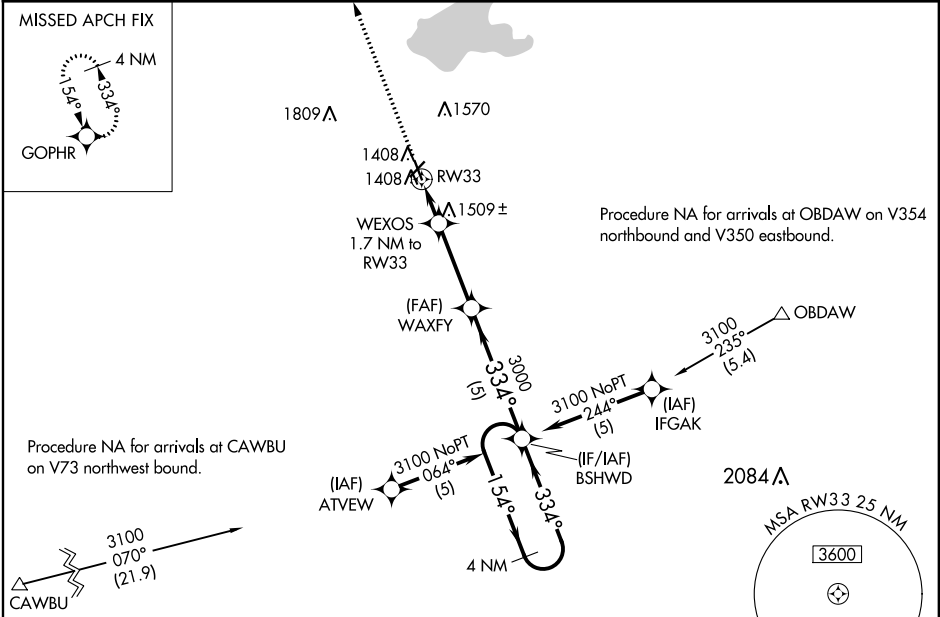 MISSED APCH FIX
4 NM
154°
334°
GOPHR
1809
1570
1408
1408
RW33
1509 ±
WEXOS
1.7 NM to
RW33
Procedure NA for arrivals at OBDAW on V354
northbound and V350 eastbound.
(FAF)
WAXFY
OBDAW
3100
235°
(5.4)
3000
334°
(5)
3100 NoPT
244°
(5)
(IAF)
IFGAK
Procedure NA for arrivals at CAWBU
on V73 northwest bound.
3100 NoPT
064°
(5)
(IAF)
ATVEW
(IF/IAF)
BSHWD
154°
334°
4 NM
2084
MSA RW33 25 NM
3600
3100
070°
(21.9)
CAWBU